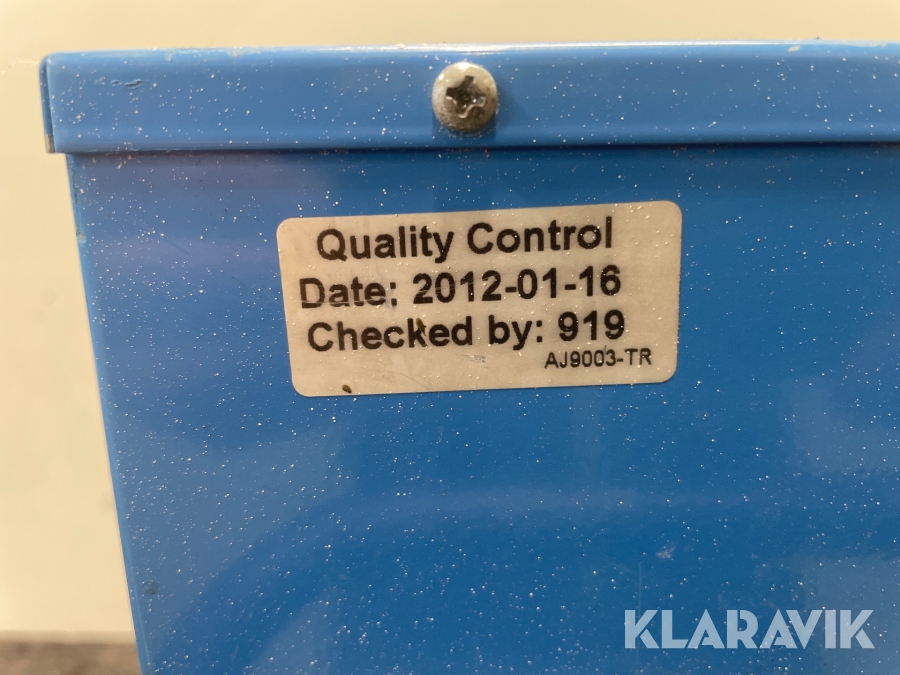 Quality Control
Date: 2012-01-16
Checked by: 919
AJ9003-TR
KLARAVIK